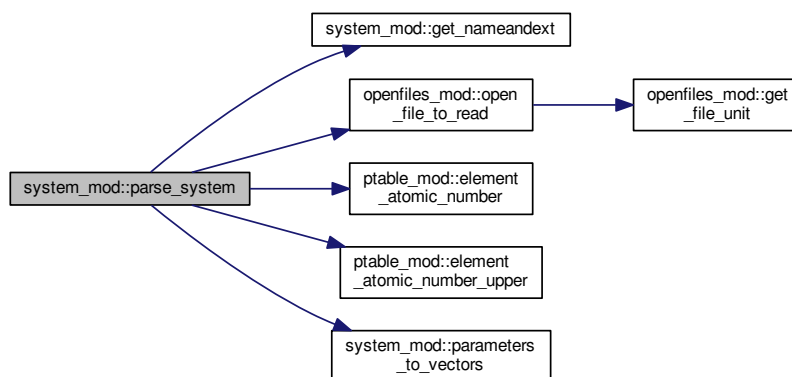 system_mod::get_nameandext
openfiles_mod::open
_file_to_read
openfiles_mod::get
_file_unit
system_mod::parse_system
ptable_mod::element
_atomic_number
ptable_mod::element
_atomic_number_upper
system_mod::parameters
_to_vectors